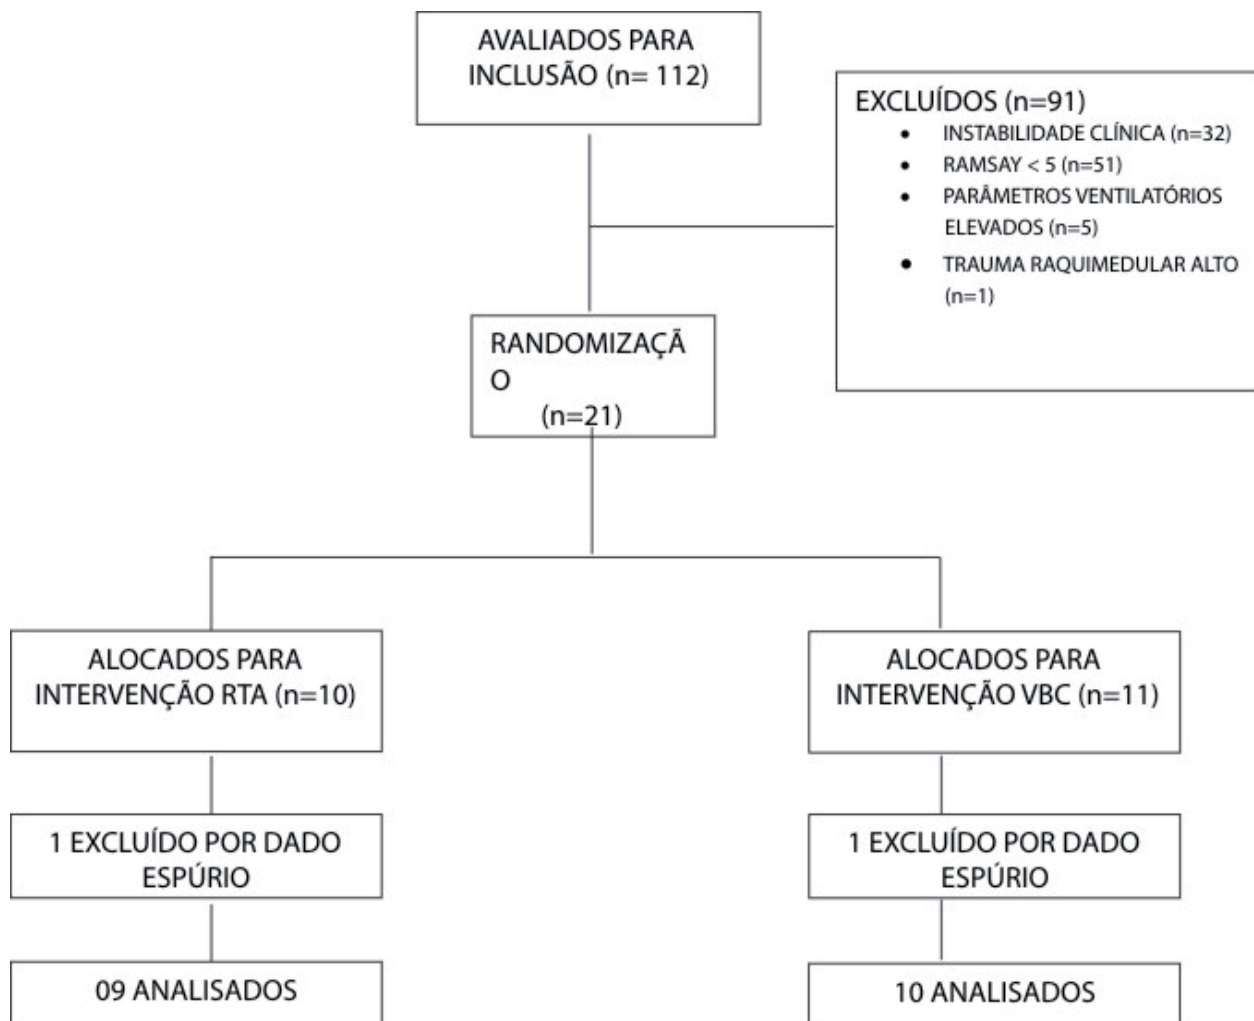 AVALIADOS PARA
INCLUSÃO (n= 112)
EXCLUÍDOS (n=91)
• INSTABILIDADE CLÍNICA (n=32)
• RAMSAY < 5 (n=51)
• PARÂMETROS VENTILATÓRIOS
ELEVADOS (n=5)
• TRAUMA RAQUIMEDULAR ALTO
(n=1)
RANDOMIZAÇÃ
O
(n=21)
ALOCADOS PARA
INTERVENÇÃO RTA (n=10)
ALOCADOS PARA
INTERVENÇÃO VBC (n=11)
1 EXCLUÍDO POR DADO
ESPÚRIO
1 EXCLUÍDO POR DADO
ESPÚRIO
09 ANALISADOS
10 ANALISADOS